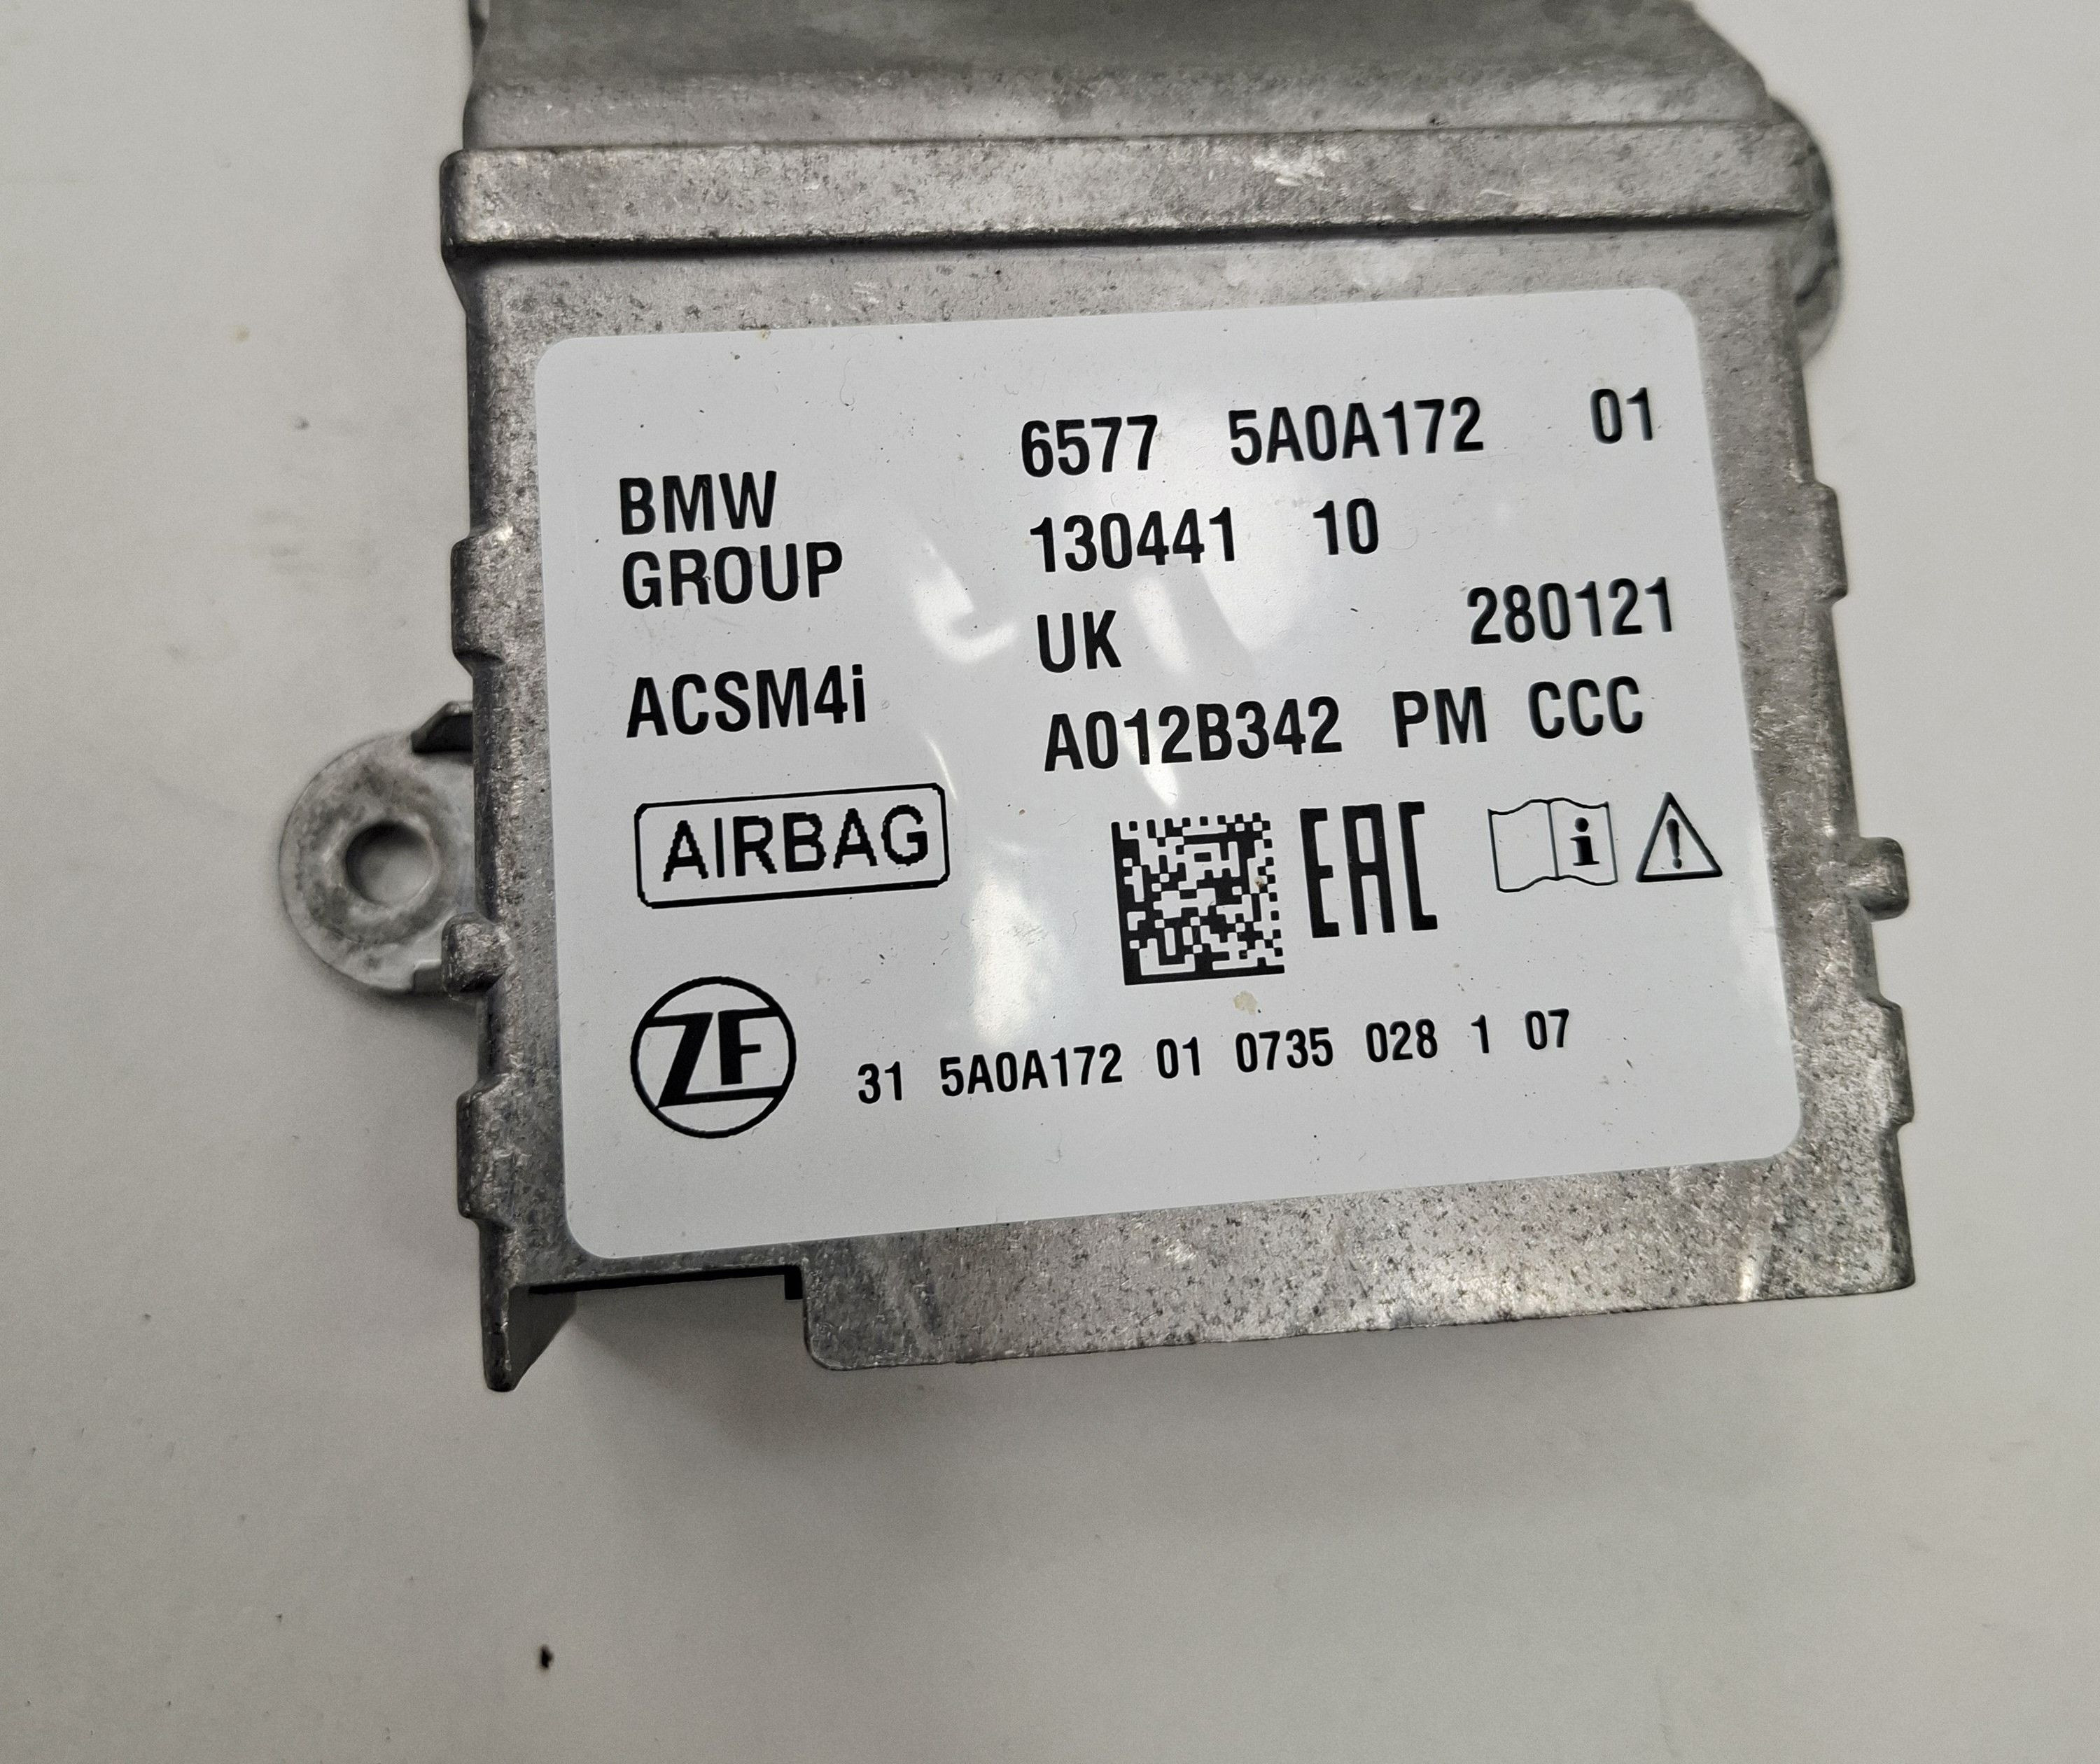 6577 5A0A172 01
BMW
GROUP
130441 10
UK 280121
ACSM4i
A012B342 PM CCC
AIRBAG
EAC
i
!
ZF
31 5A0A172 01 0735 028 1 07